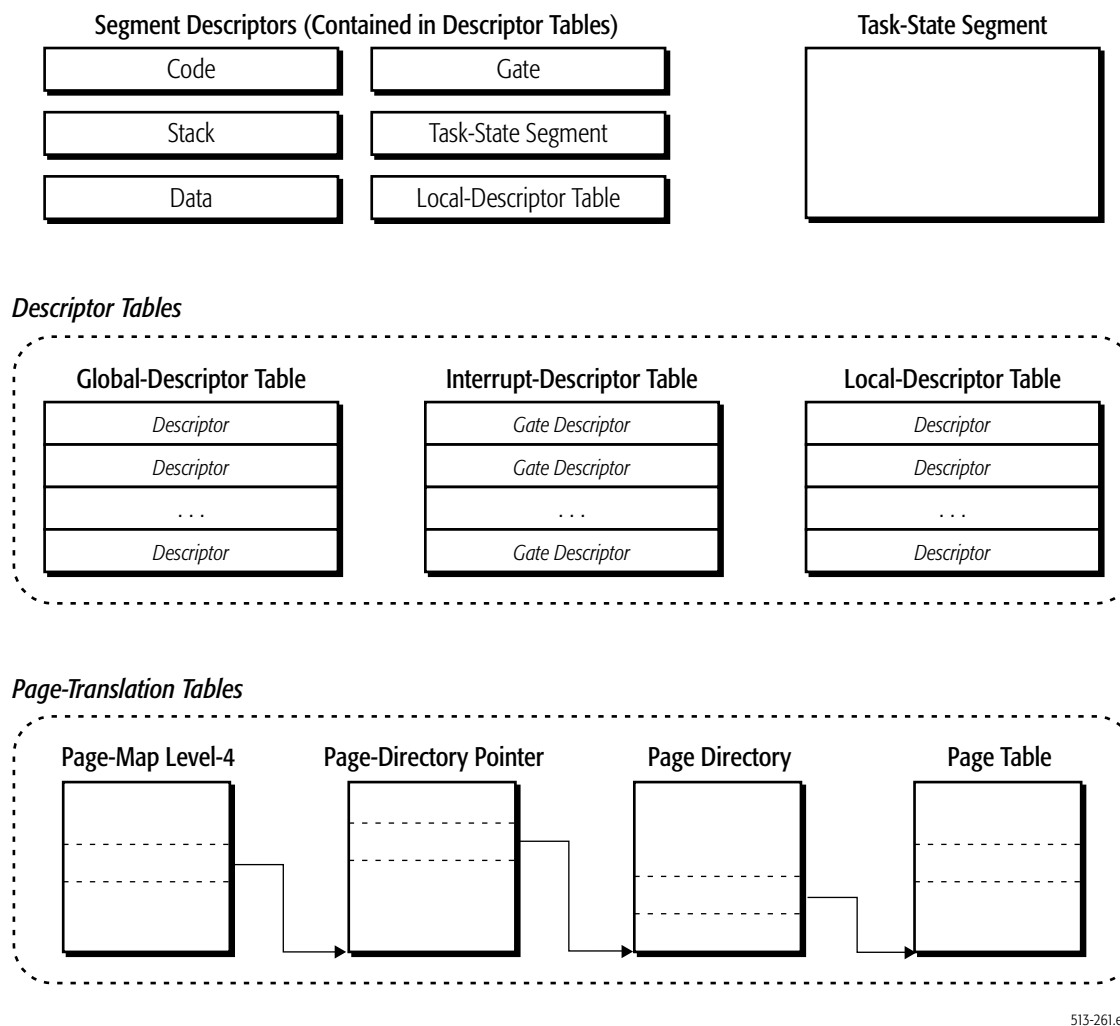 Segment Descriptors (Contained in Descriptor Tables)
Task-State Segment
Code
Gate
Stack
Task-State Segment
Data
Local-Descriptor Table
Descriptor Tables
Global-Descriptor Table
Interrupt-Descriptor Table
Local-Descriptor Table
Descriptor
Gate Descriptor
Descriptor
Descriptor
Gate Descriptor
Descriptor
. . .
. . .
. . .
Descriptor
Gate Descriptor
Descriptor
Page-Translation Tables
Page-Map Level-4
Page-Directory Pointer
Page Directory
Page Table
513-261.e